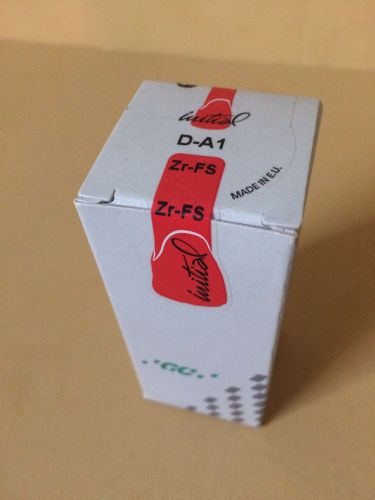 initial
D-A1
Zr-FS
MADE IN E.U.
Zr-FS
initial
GC